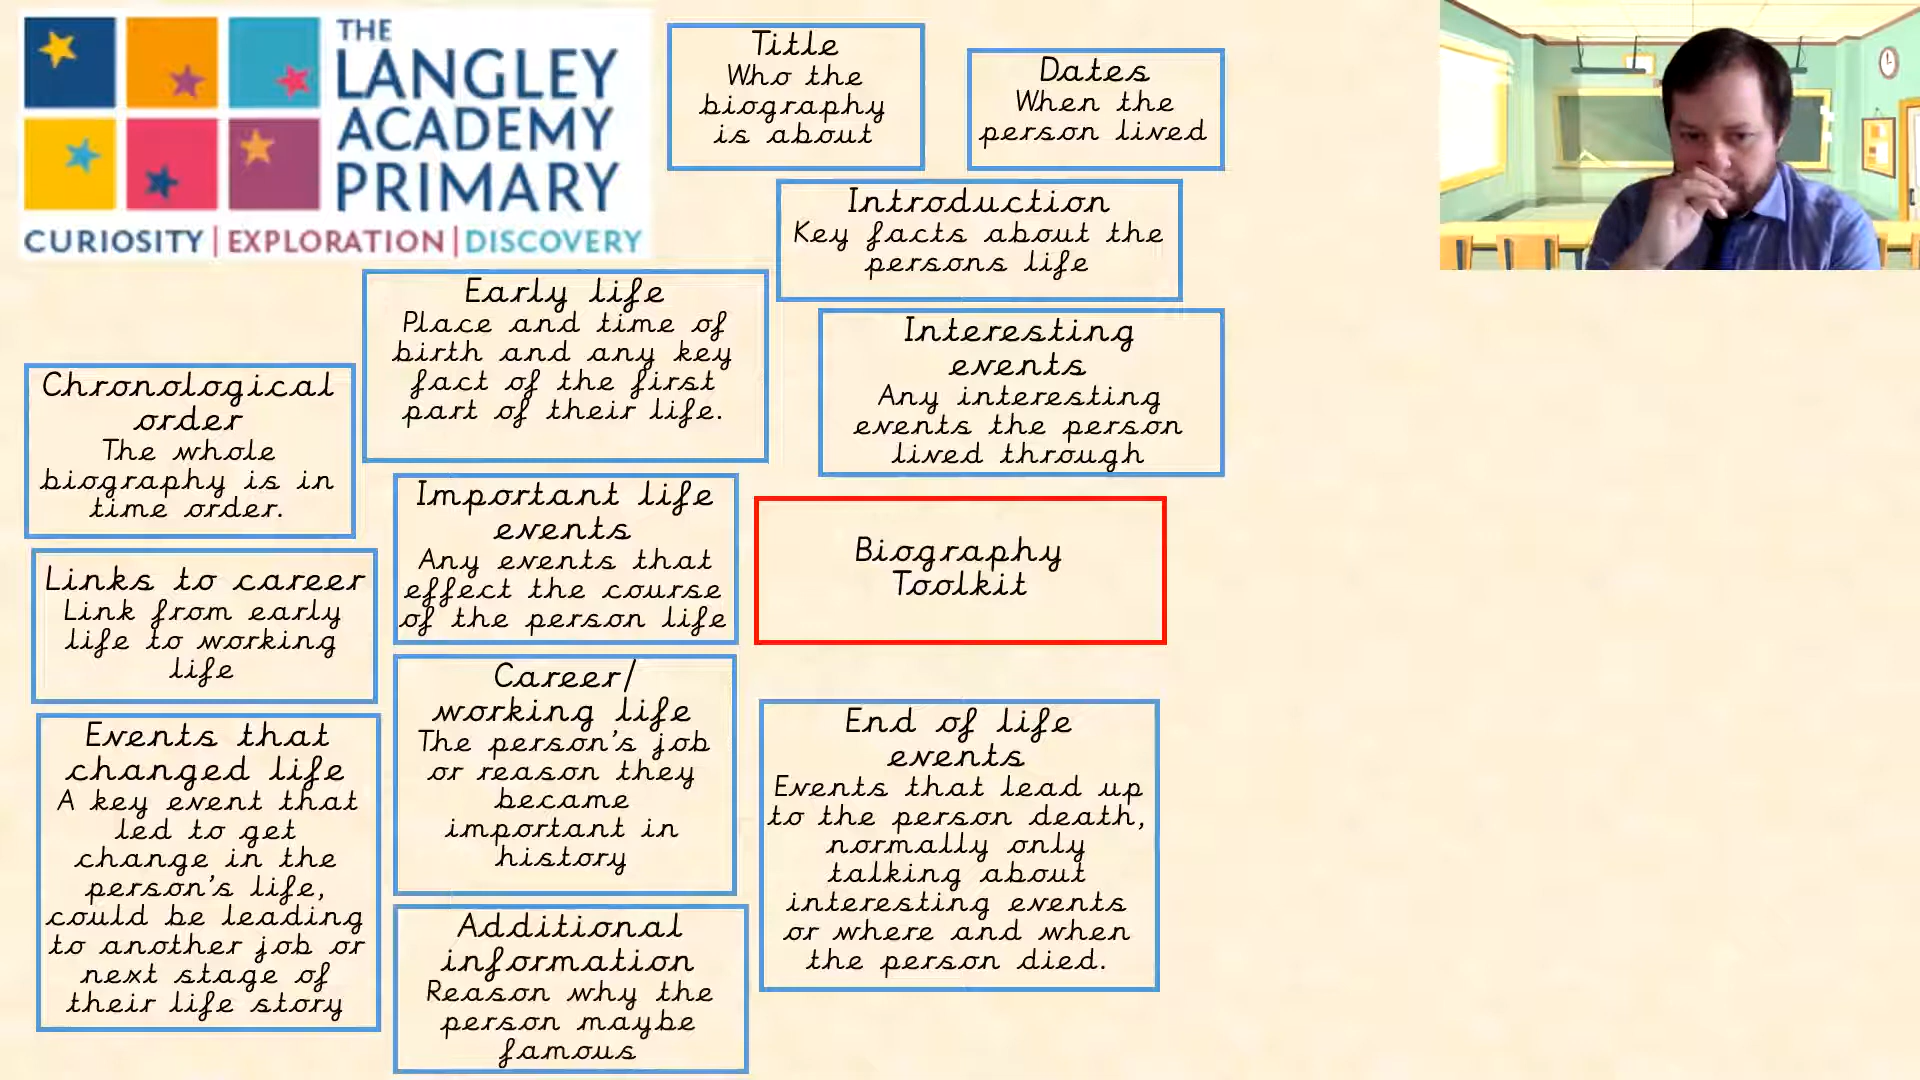 THE
LANGLEY
ACADEMY
PRIMARY
CURIOSITY | EXPLORATION | DISCOVERY
Title
Who the
biography
is about
Dates
When the
person lived
Introduction
Key facts about the
persons life
Early life
Place and time of
birth and any key
fact of the first
part of their life.
Interesting
events
Any interesting
events the person
lived through
Chronological
order
The whole
biography is in
time order.
Important life
events
Any events that
effect the course
of the person life
Biography
Toolkit
Links to career
Link from early
life to working
life
Career/
working life
The person's job
or reason they
became
important in
history
End of life
events
Events that lead up
to the person death,
normally only
talking about
interesting events
or where and when
the person died.
Events that
changed life
A key event that
led to get
change in the
person's life,
could be leading
to another job or
next stage of
their life story
Additional
information
Reason why the
person maybe
famous